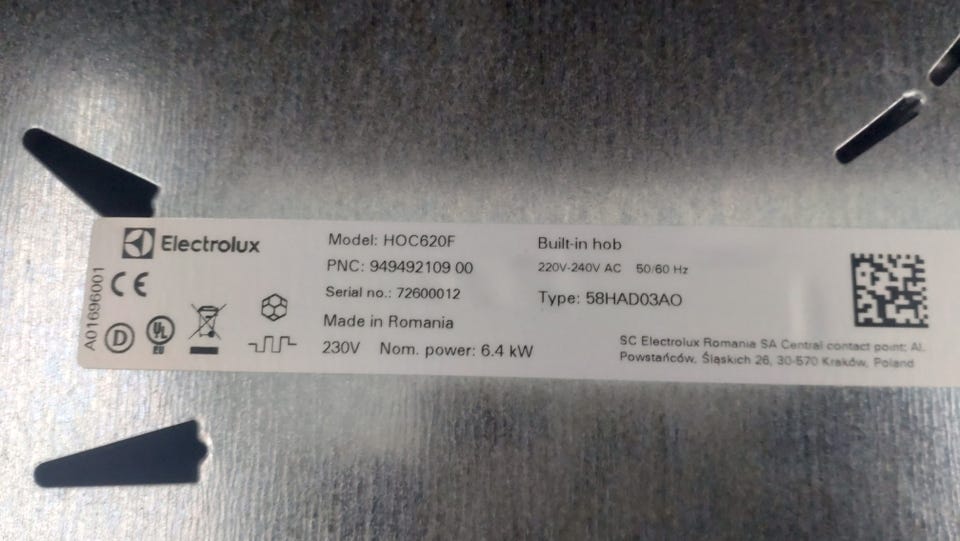 Electrolux
Model: HOC620F
PNC: 949492109 00
Serial no.: 72600012
Made in Romania
230V Nom. power: 6.4 kW
Built-in hob
220V-240V AC 50/60 Hz
Type: 58HAD03AO
SC Electrolux Romania SA Central contact point: Al.
Powstańców, Śląskich 26, 30-570 Kraków, Poland
A01696001
CE
D
UL
EU